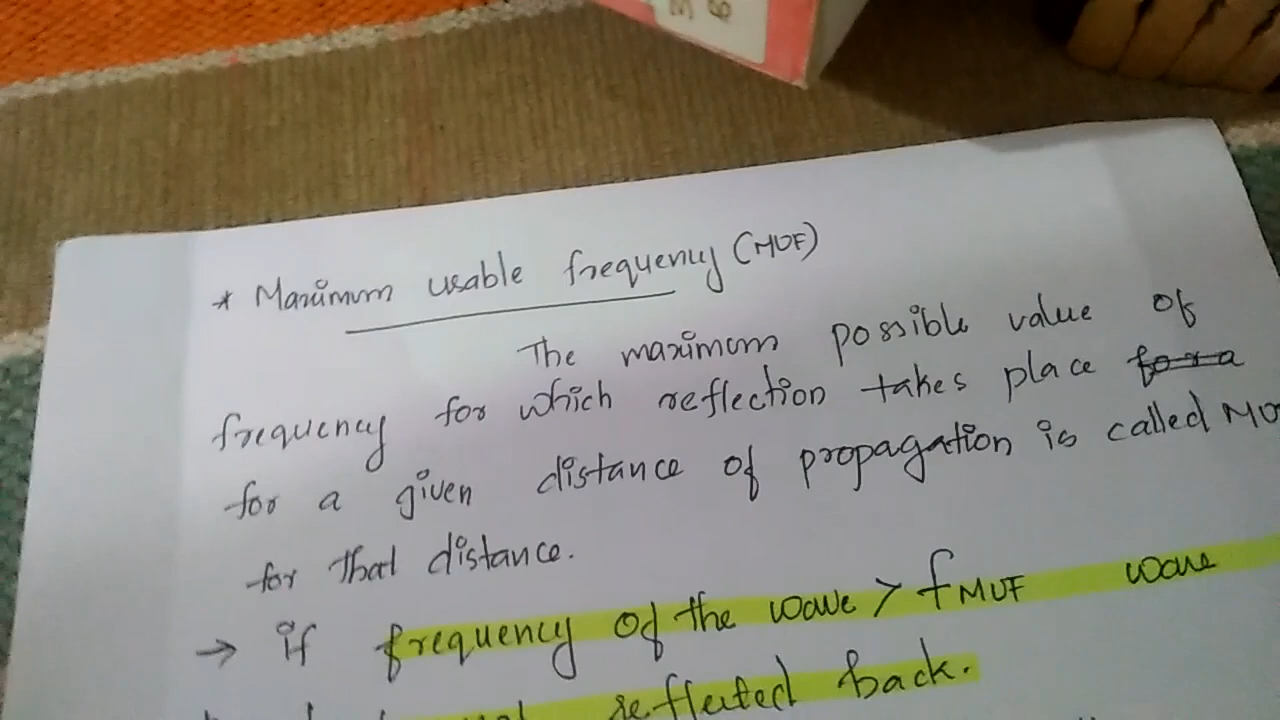 * Maximum usable frequency (MUF)
The maximum possible value of
frequency for which reflection takes place
for a given distance of propagation is called
for that distance.
→ if frequency of the wave > fMUF wave
reflected back.